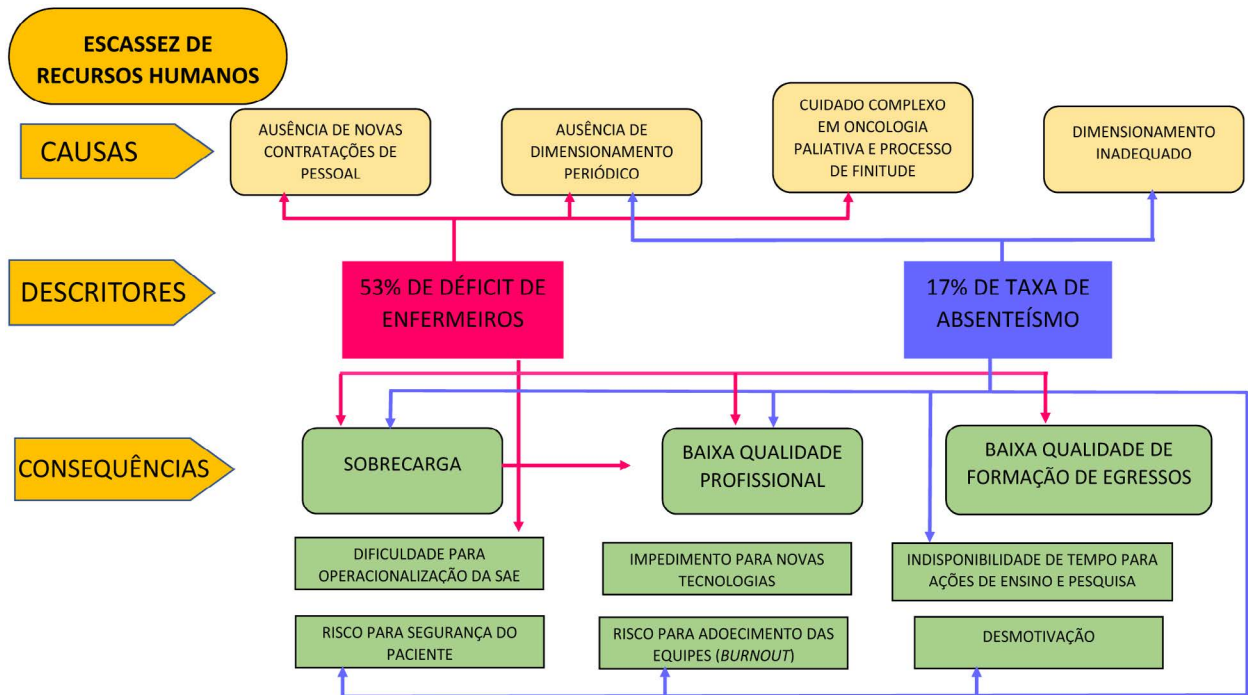 ESCASSEZ DE
RECURSOS HUMANOS
CAUSAS
AUSÊNCIA DE NOVAS
CONTRATAÇÕES DE
PESSOAL
AUSÊNCIA DE
DIMENSIONAMENTO
PERIÓDICO
CUIDADO COMPLEXO
EM ONCOLOGIA
PALIATIVA E PROCESSO
DE FINITUDE
DIMENSIONAMENTO
INADEQUADO
DESCRITORES
53% DE DÉFICIT DE
ENFERMEIROS
17% DE TAXA DE
ABSENTEÍSMO
CONSEQUÊNCIAS
SOBRECARGA
BAIXA QUALIDADE
PROFISSIONAL
BAIXA QUALIDADE DE
FORMAÇÃO DE EGRESSOS
DIFICULDADE PARA
OPERACIONALIZAÇÃO DA SAE
IMPEDIMENTO PARA NOVAS
TECNOLOGIAS
INDISPONIBILIDADE DE TEMPO PARA
AÇÕES DE ENSINO E PESQUISA
RISCO PARA SEGURANÇA DO
PACIENTE
RISCO PARA ADOECIMENTO DAS
EQUIPES (BURNOUT)
DESMOTIVAÇÃO